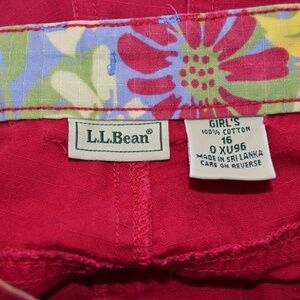 L.L.Bean®
GIRL'S
100% COTTON
16
0 XU96
MADE IN SRI LANKA
CARE ON REVERSE